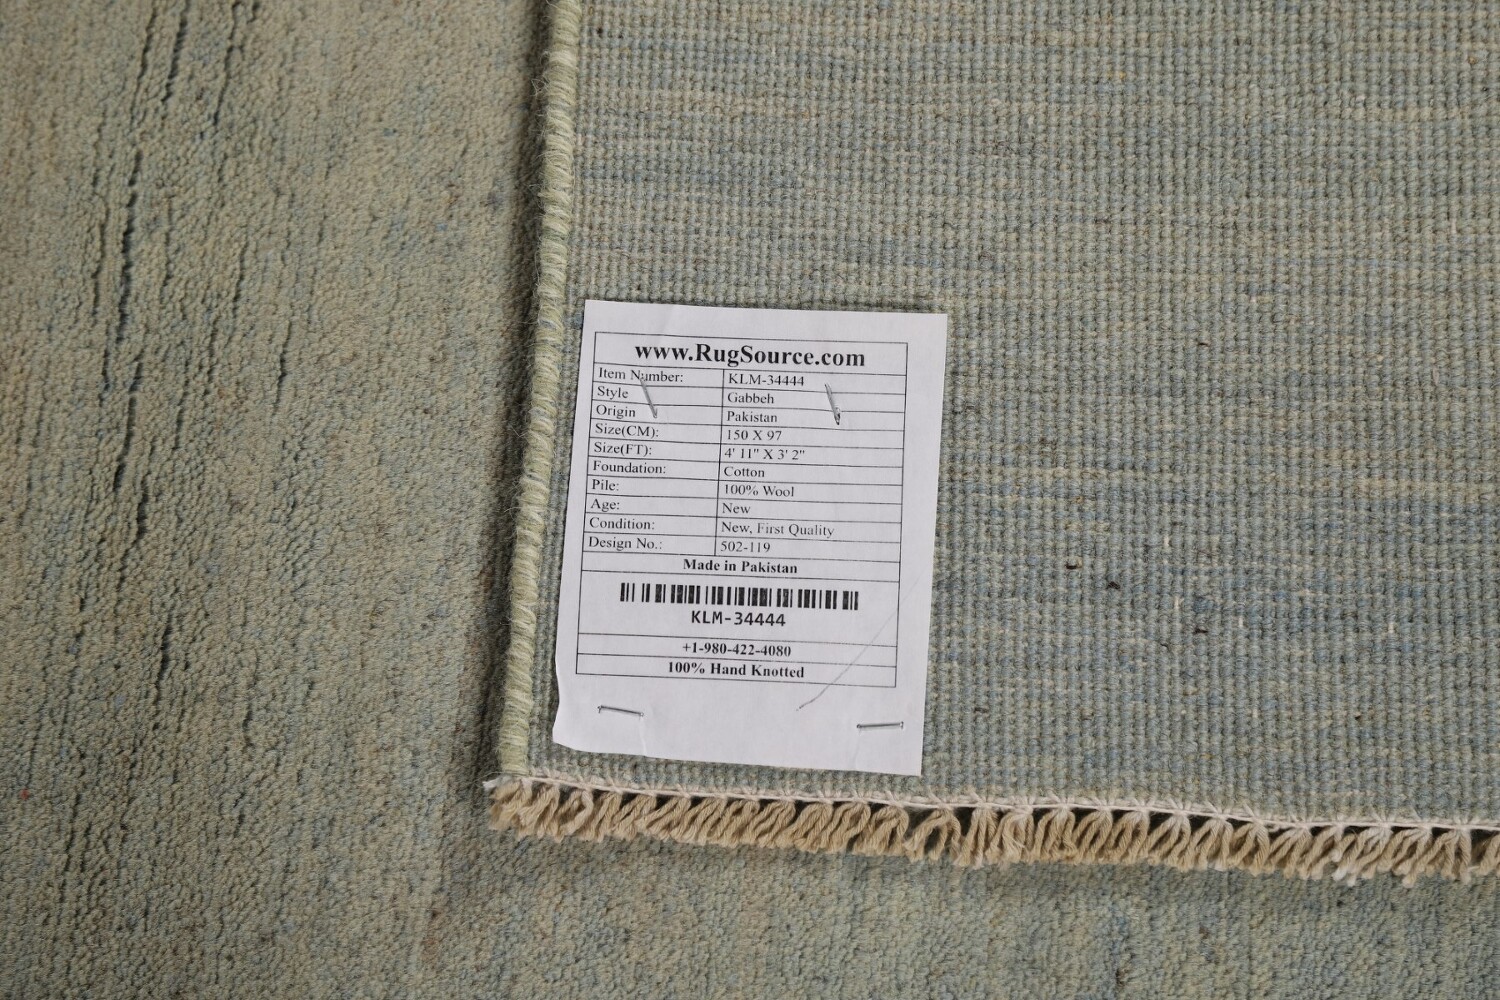 www.RugSource.com
Item Number: KLM-34444
Style Gabbeh
Origin Pakistan
Size(CM): 150 X 97
Size(FT): 4' 11" X 3' 2"
Foundation: Cotton
Pile: 100% Wool
Age: New
Condition: New, First Quality
Design No.: 502-119
Made in Pakistan
KLM-34444
+1-980-422-4080
100% Hand Knotted